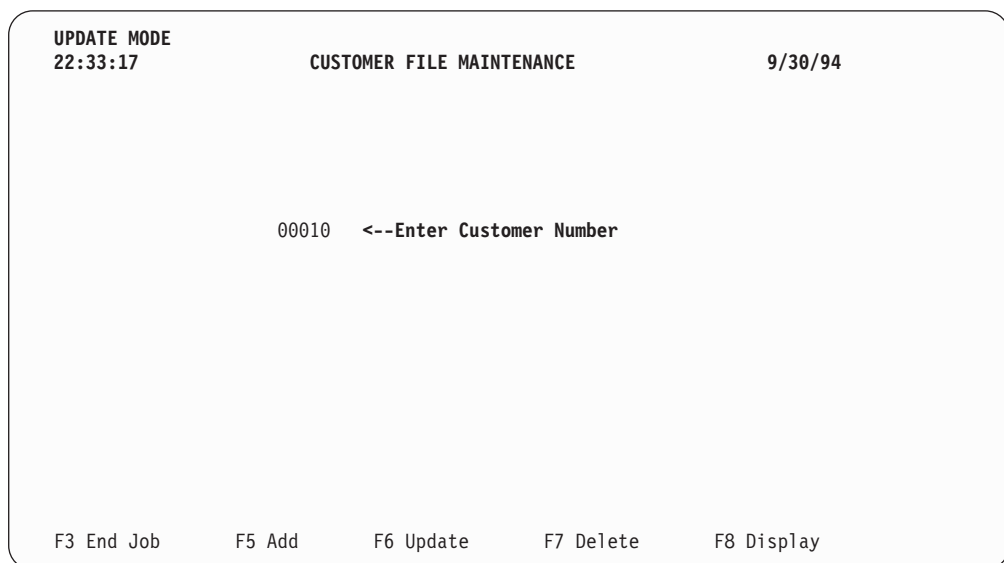 UPDATE MODE
22:33:17 CUSTOMER FILE MAINTENANCE 9/30/94
00010 <--Enter Customer Number
F3 End Job F5 Add F6 Update F7 Delete F8 Display